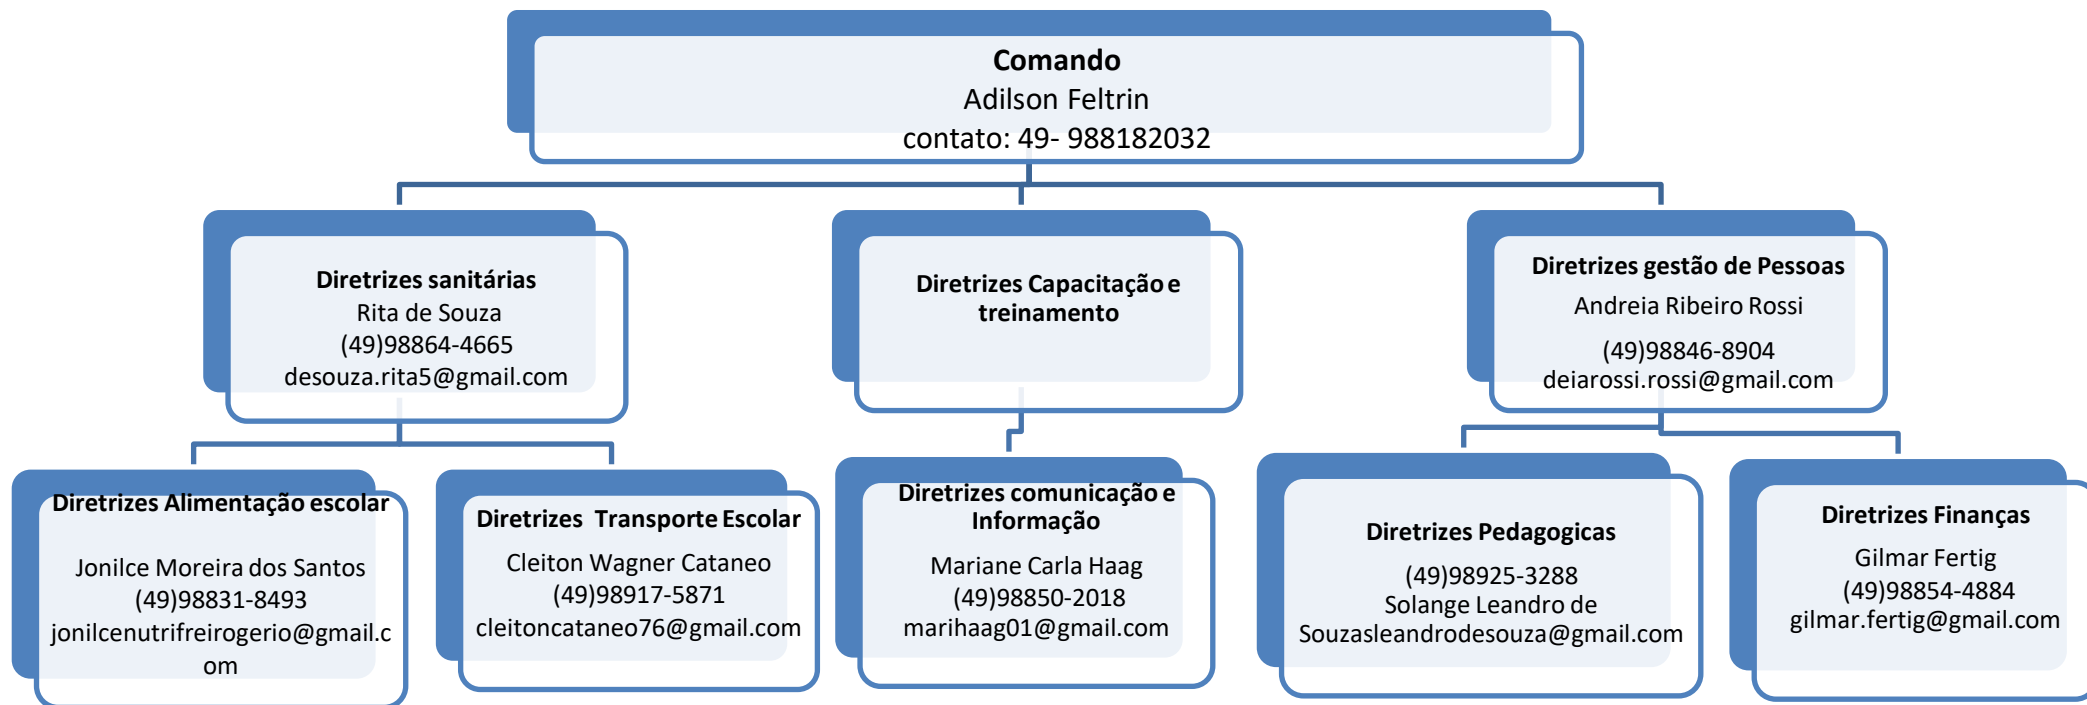 Comando
Adilson Feltrin
contato: 49- 988182032
Diretrizes sanitárias
Rita de Souza
(49)98864-4665
desouza.rita5@gmail.com
Diretrizes Capacitação e
treinamento
Diretrizes gestão de Pessoas
Andreia Ribeiro Rossi
(49)98846-8904
deiarossi.rossi@gmail.com
Diretrizes Alimentação escolar
Jonilce Moreira dos Santos
(49)98831-8493
jonilcenutrifreirogerio@gmail.c
om
Diretrizes Transporte Escolar
Cleiton Wagner Cataneo
(49)98917-5871
cleitoncataneo76@gmail.com
Diretrizes comunicação e
Informação
Mariane Carla Haag
(49)98850-2018
marihaag01@gmail.com
Diretrizes Pedagogicas
(49)98925-3288
Solange Leandro de
Souzasleandrodesouza@gmail.com
Diretrizes Finanças
Gilmar Fertig
(49)98854-4884
gilmar.fertig@gmail.com